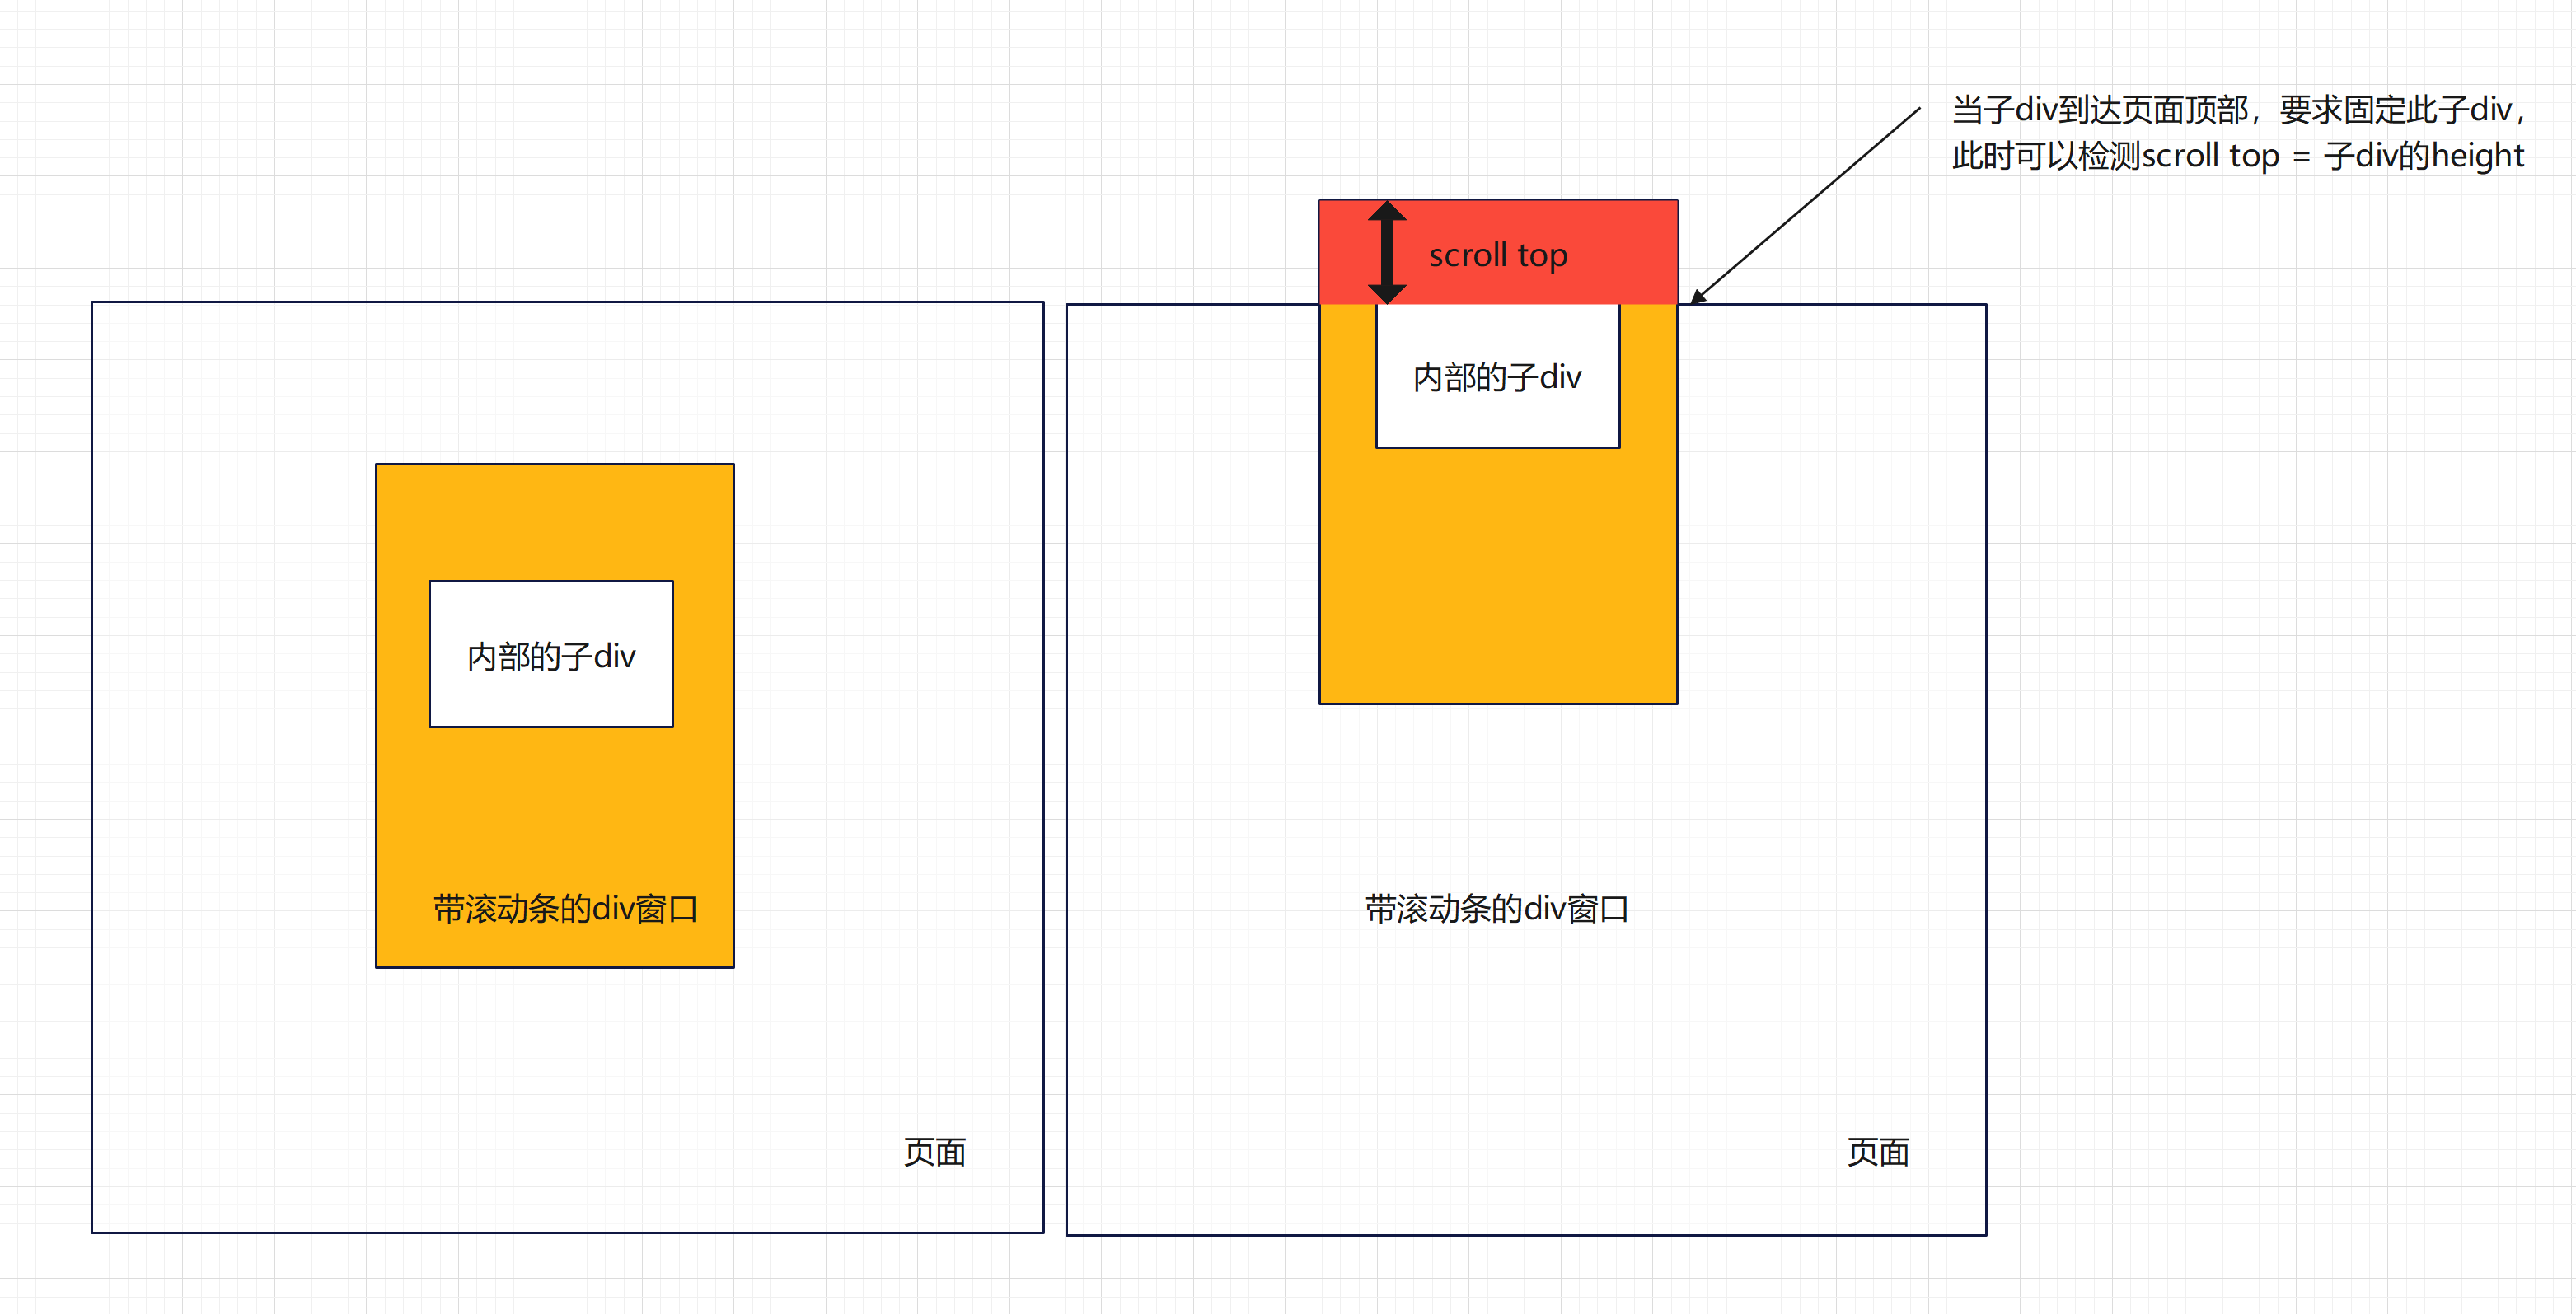 当子div到达页面顶部，要求固定此子div，
此时可以检测scroll top = 子div的height
scroll top
内部的子div
内部的子div
带滚动条的div窗口
带滚动条的div窗口
页面
页面